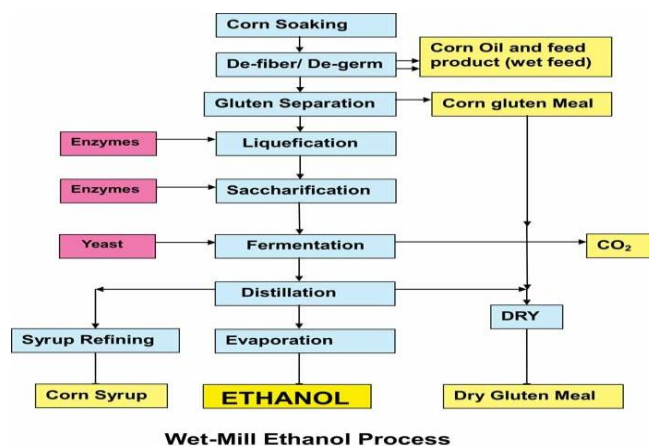 Corn Soaking
De-fiber/ De-germ
Corn Oil and feed
product (wet feed)
Gluten Separation
Corn gluten Meal
Enzymes
Liquefication
Enzymes
Saccharification
Yeast
Fermentation
CO₂
Distillation
Syrup Refining
Evaporation
DRY
Corn Syrup
ETHANOL
Dry Gluten Meal
Wet-Mill Ethanol Process